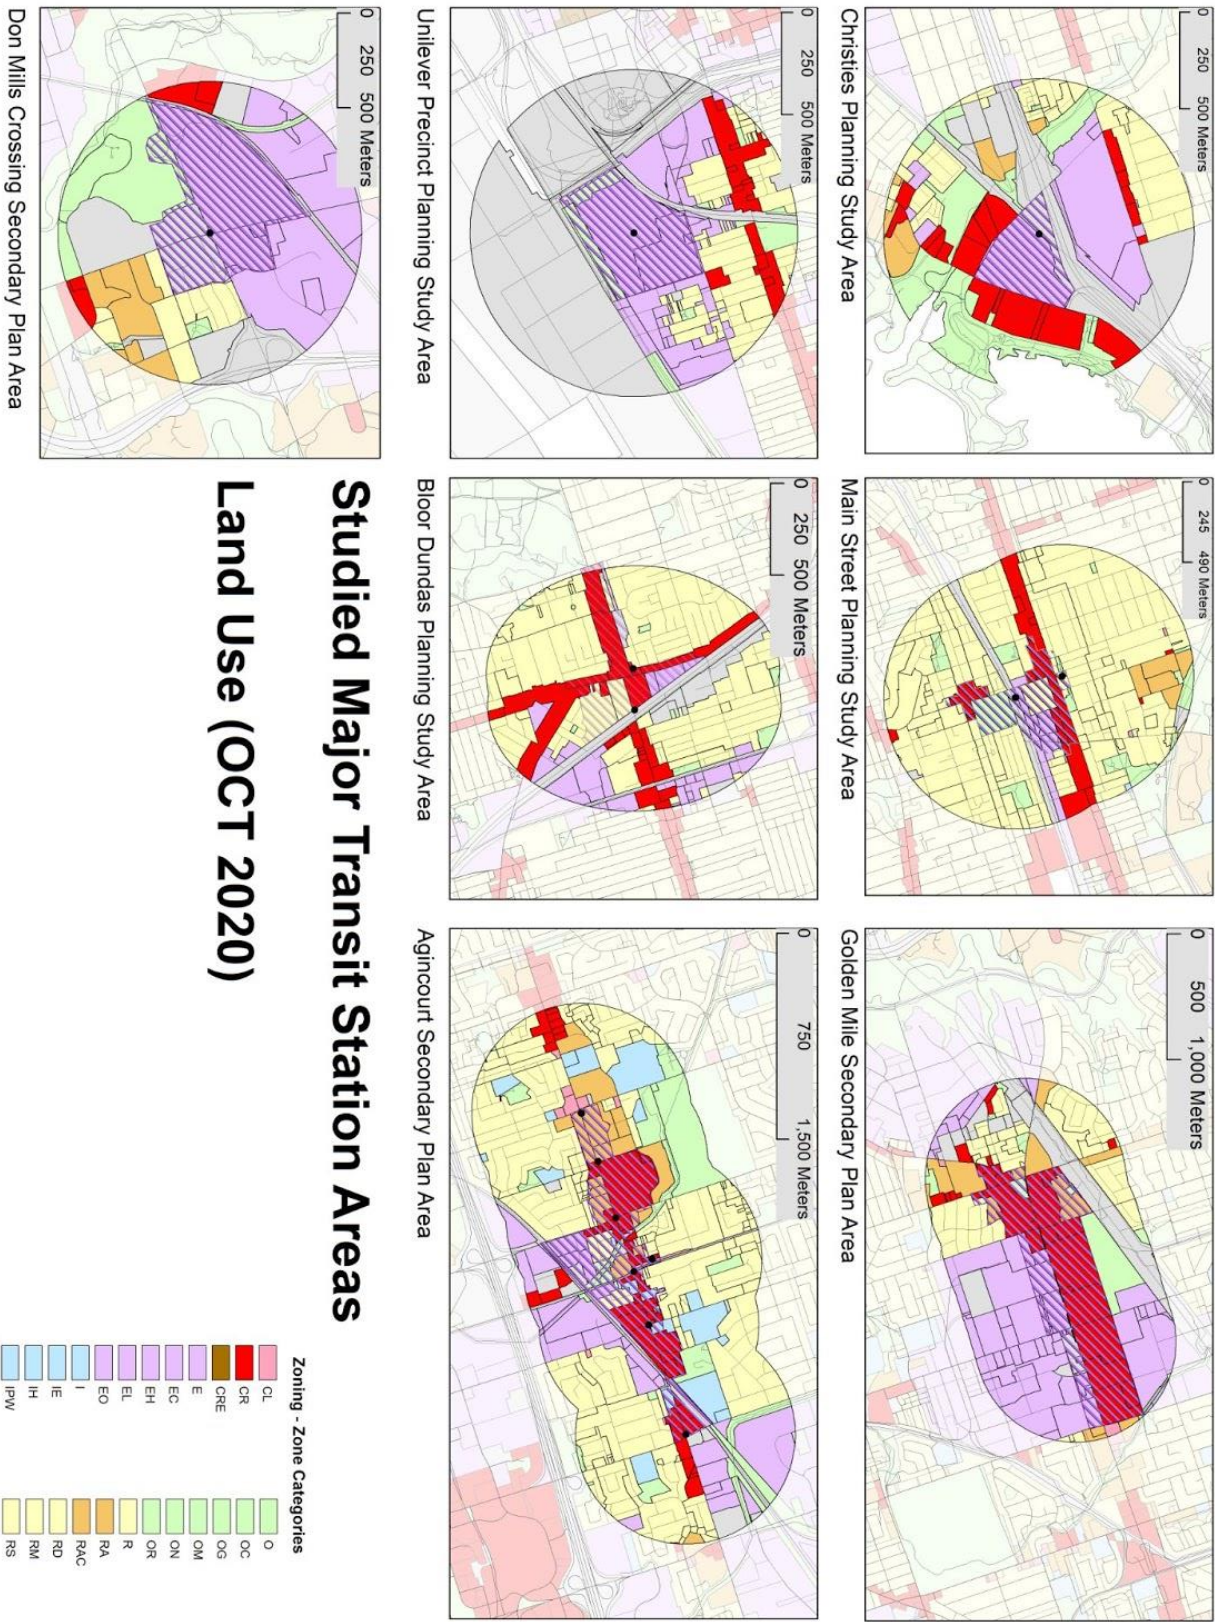 Christies Planning Study Area
0 250 500 Meters
Main Street Planning Study Area
0 245 490 Meters
Golden Mile Secondary Plan Area
0 500 1,000 Meters
Unilever Precinct Planning Study Area
0 250 500 Meters
Bloor Dundas Planning Study Area
0 250 500 Meters
Agincourt Secondary Plan Area
0 750 1,500 Meters
Don Mills Crossing Secondary Plan Area
0 250 500 Meters
Studied Major Transit Station Areas
Land Use (OCT 2020)
Zoning - Zone Categories
CL
CR
CRE
E
EC
EH
EL
EO
I
IE
IH
IPW
O
OC
OG
OM
ON
OR
R
RA
RAC
RD
RM
RS